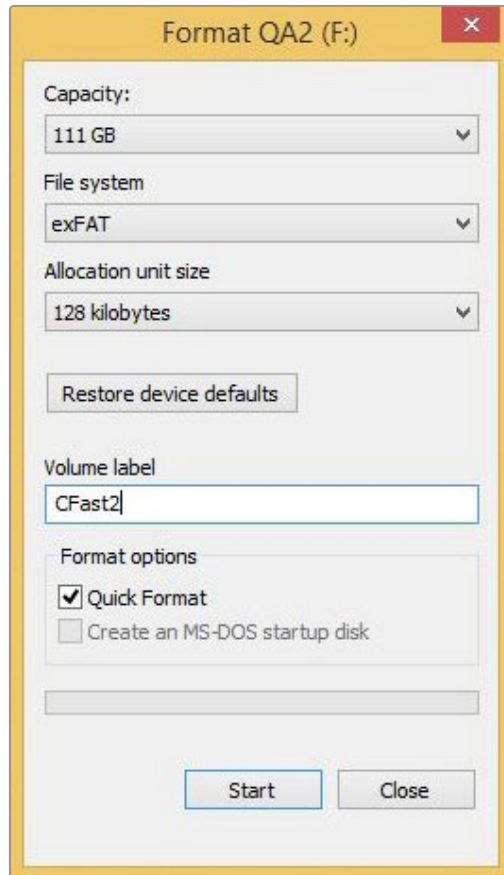 Format QA2 (F:)
Capacity:
111 GB
File system
exFAT
Allocation unit size
128 kilobytes
Restore device defaults
Volume label
CFast2
Format options
Quick Format
Create an MS-DOS startup disk
Start
Close